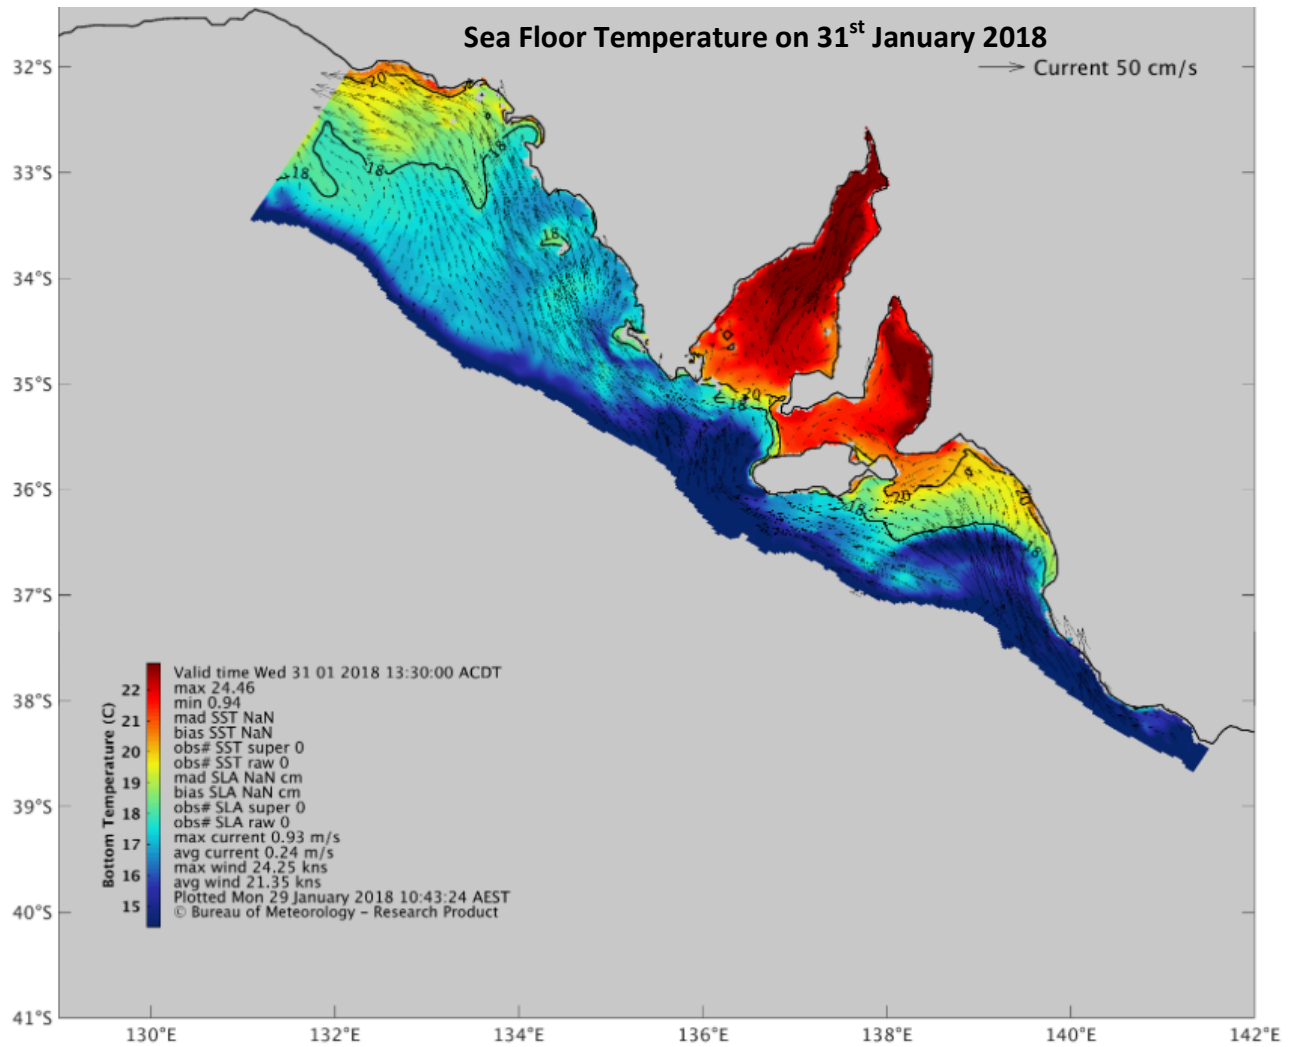 Sea Floor Temperature on 31st January 2018
Current 50 cm/s
32°S
33°S
34°S
35°S
36°S
37°S
38°S
39°S
40°S
41°S
20
18
18
18
18
20
18
20
18
20
18
Valid time Wed 31 01 2018 13:30:00 ACDT
max 24.46
min 0.94
mad SST NaN
bias SST NaN
obs# SST super 0
obs# SST raw 0
mad SLA NaN cm
bias SLA NaN cm
obs# SLA super 0
obs# SLA raw 0
max current 0.93 m/s
avg current 0.24 m/s
max wind 24.25 kns
avg wind 21.35 kns
Plotted Mon 29 January 2018 10:43:24 AEST
© Bureau of Meteorology – Research Product
Bottom Temperature (C)
22
21
20
19
18
17
16
15
130°E
132°E
134°E
136°E
138°E
140°E
142°E